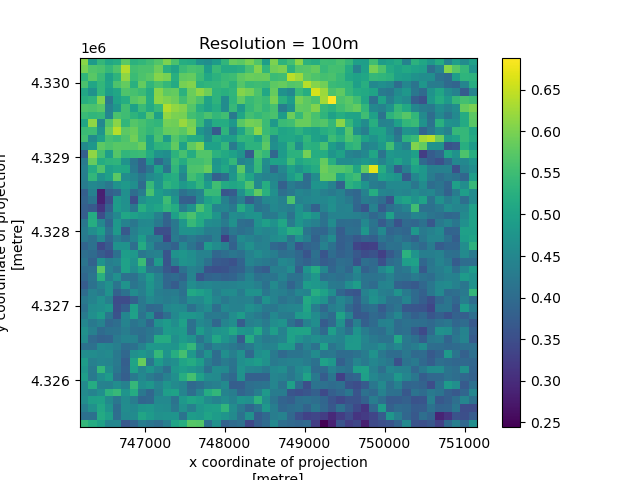 Resolution = 100m
1e6
4.330
4.329
4.328
4.327
4.326
y coordinate of projection
[metre]
747000 748000 749000 750000 751000
x coordinate of projection
[metre]
0.65
0.60
0.55
0.50
0.45
0.40
0.35
0.30
0.25